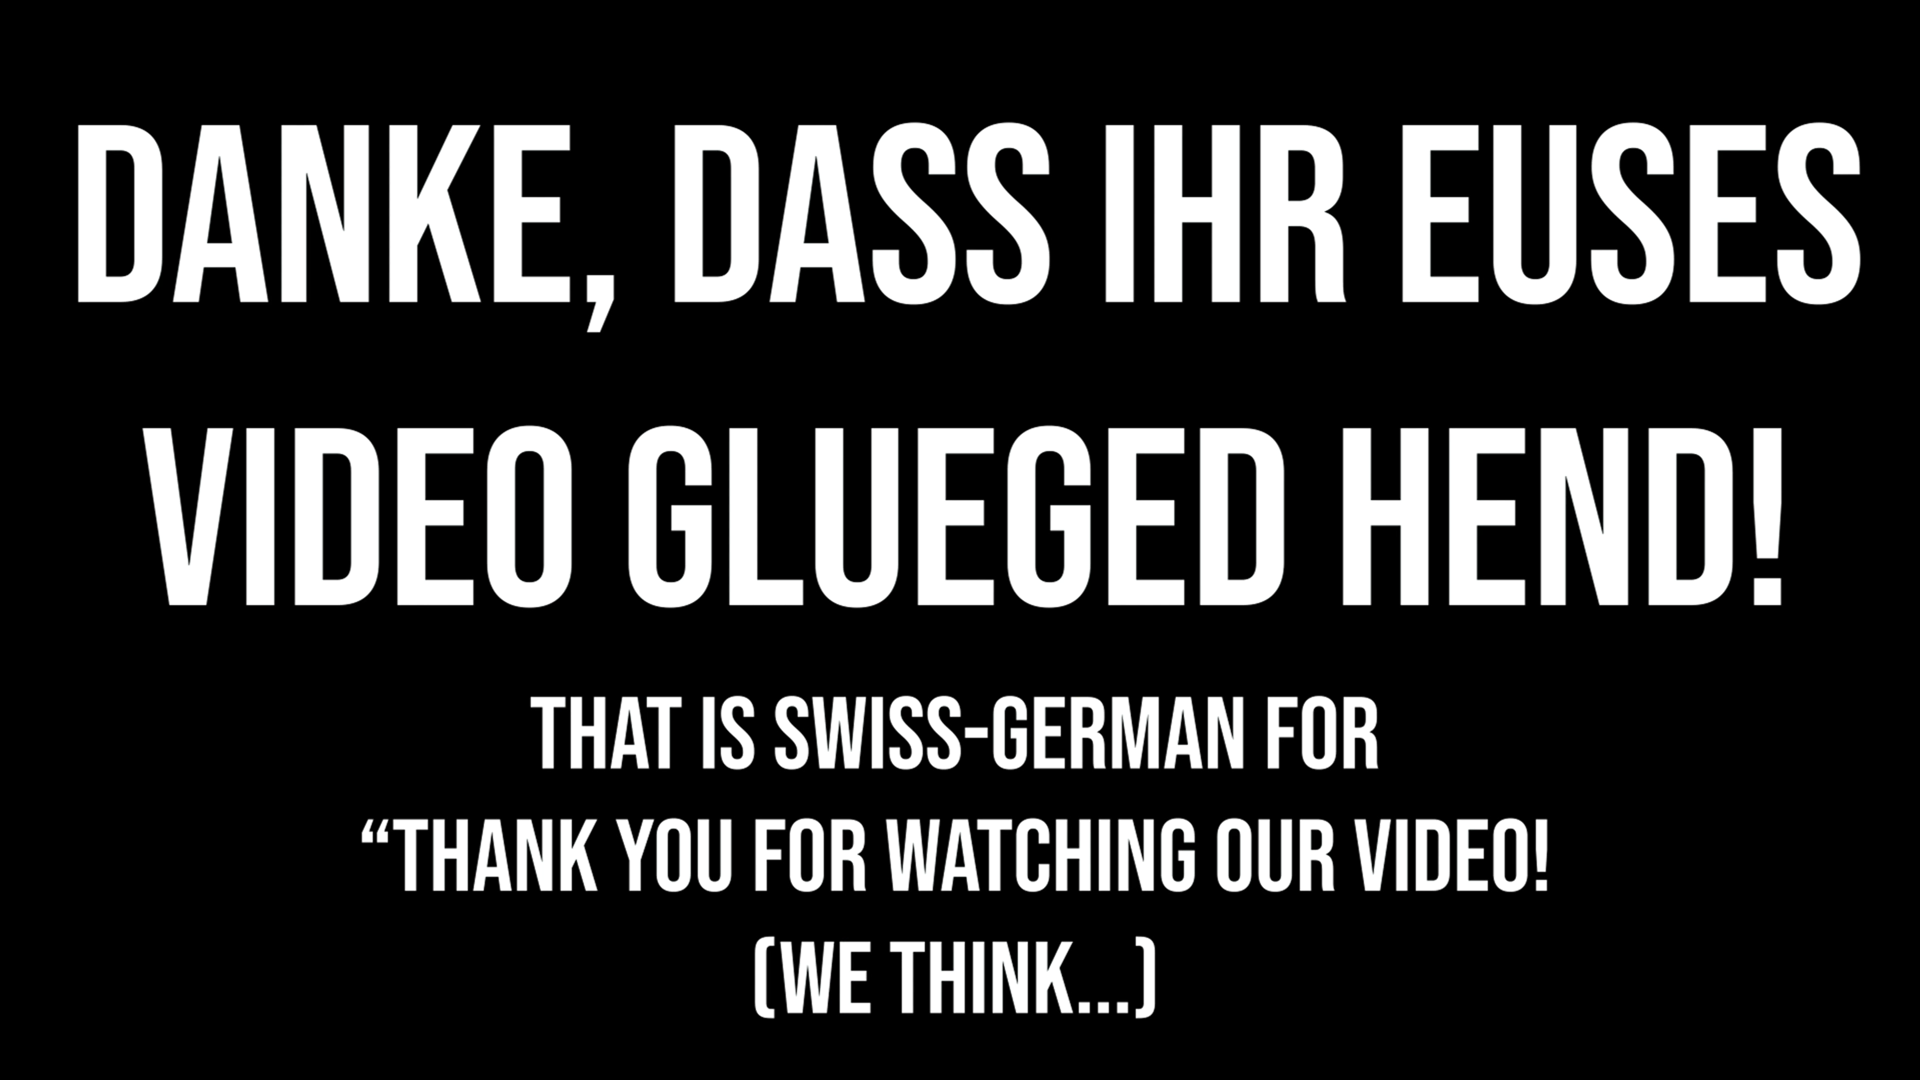 DANKE, DASS IHR EUSES
VIDEO GLUEGED HEND!
THAT IS SWISS-GERMAN FOR
“THANK YOU FOR WATCHING OUR VIDEO!
(WE THINK...)